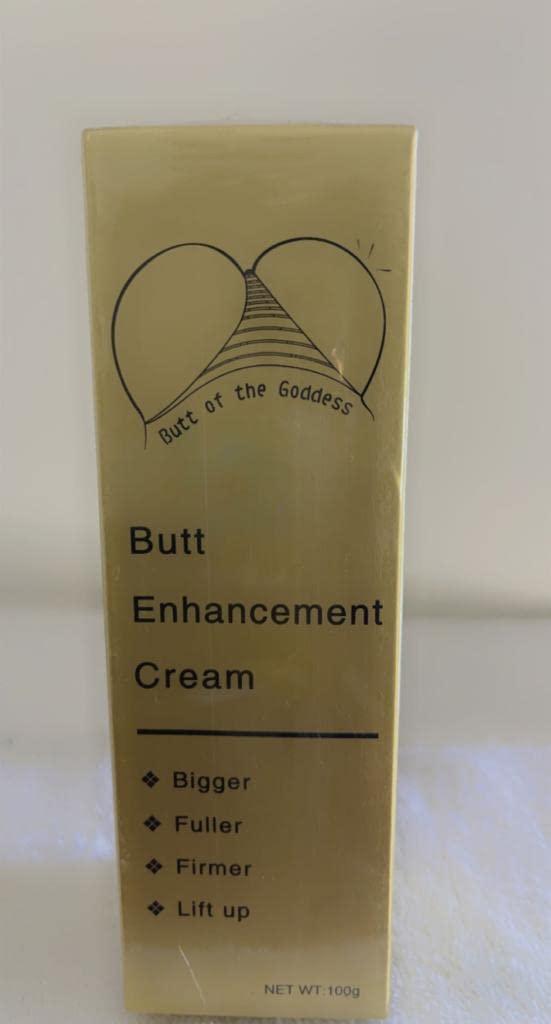 Butt of the Goddess
Butt
Enhancement
Cream
❖ Bigger
❖ Fuller
❖ Firmer
❖ Lift up
NET WT:100g